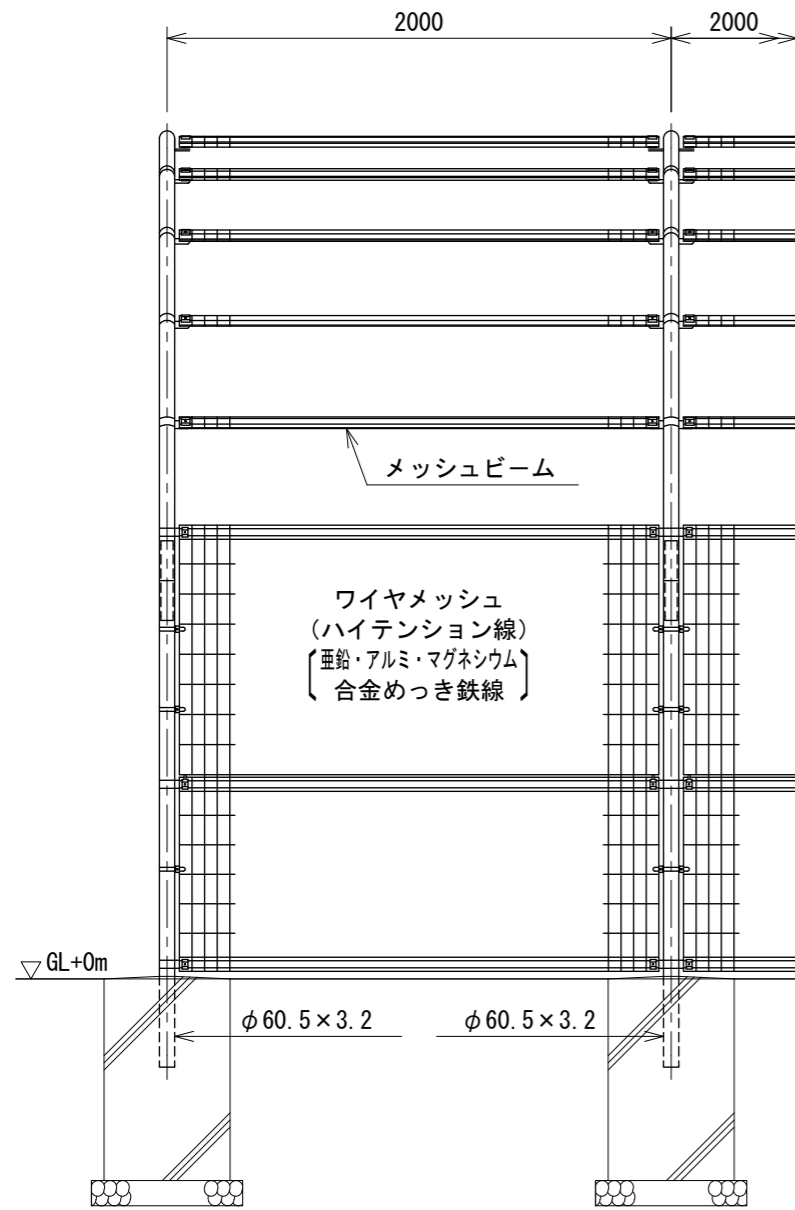 2000
2000
メッシュビーム
ワイヤメッシュ
(ハイテンション線)
亜鉛・アルミ・マグネシウム
合金めっき鉄線
GL+0m
φ60.5×3.2
φ60.5×3.2